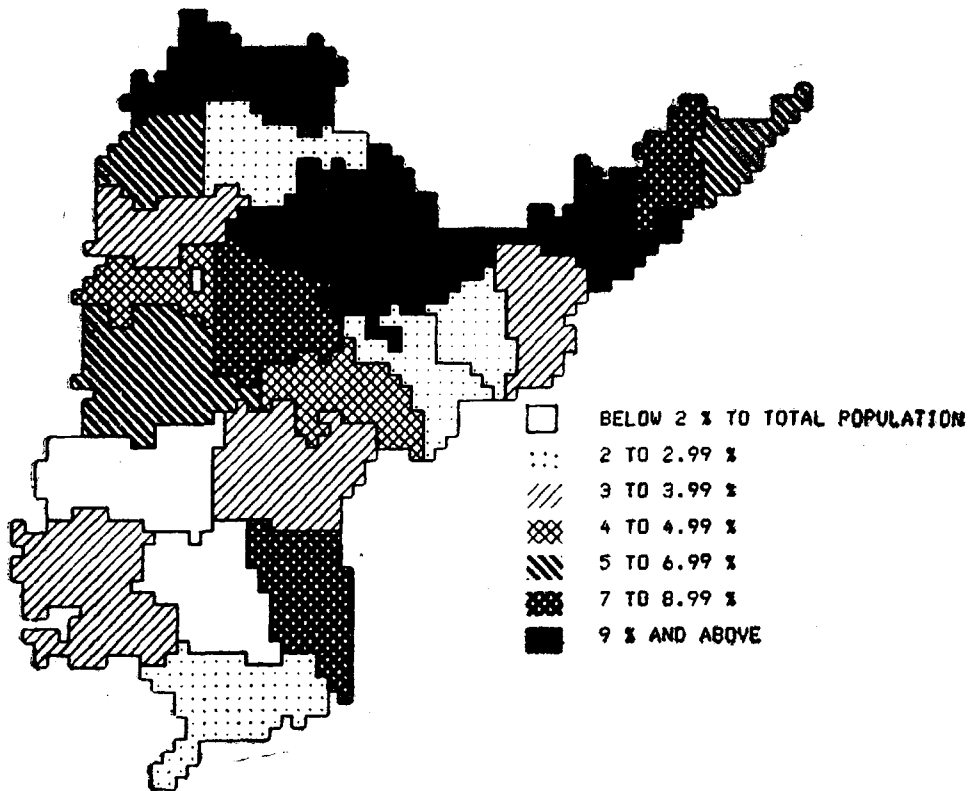 BELOW 2 % TO TOTAL POPULATION
2 TO 2.99 %
3 TO 3.99 %
4 TO 4.99 %
5 TO 6.99 %
7 TO 8.99 %
9 % AND ABOVE